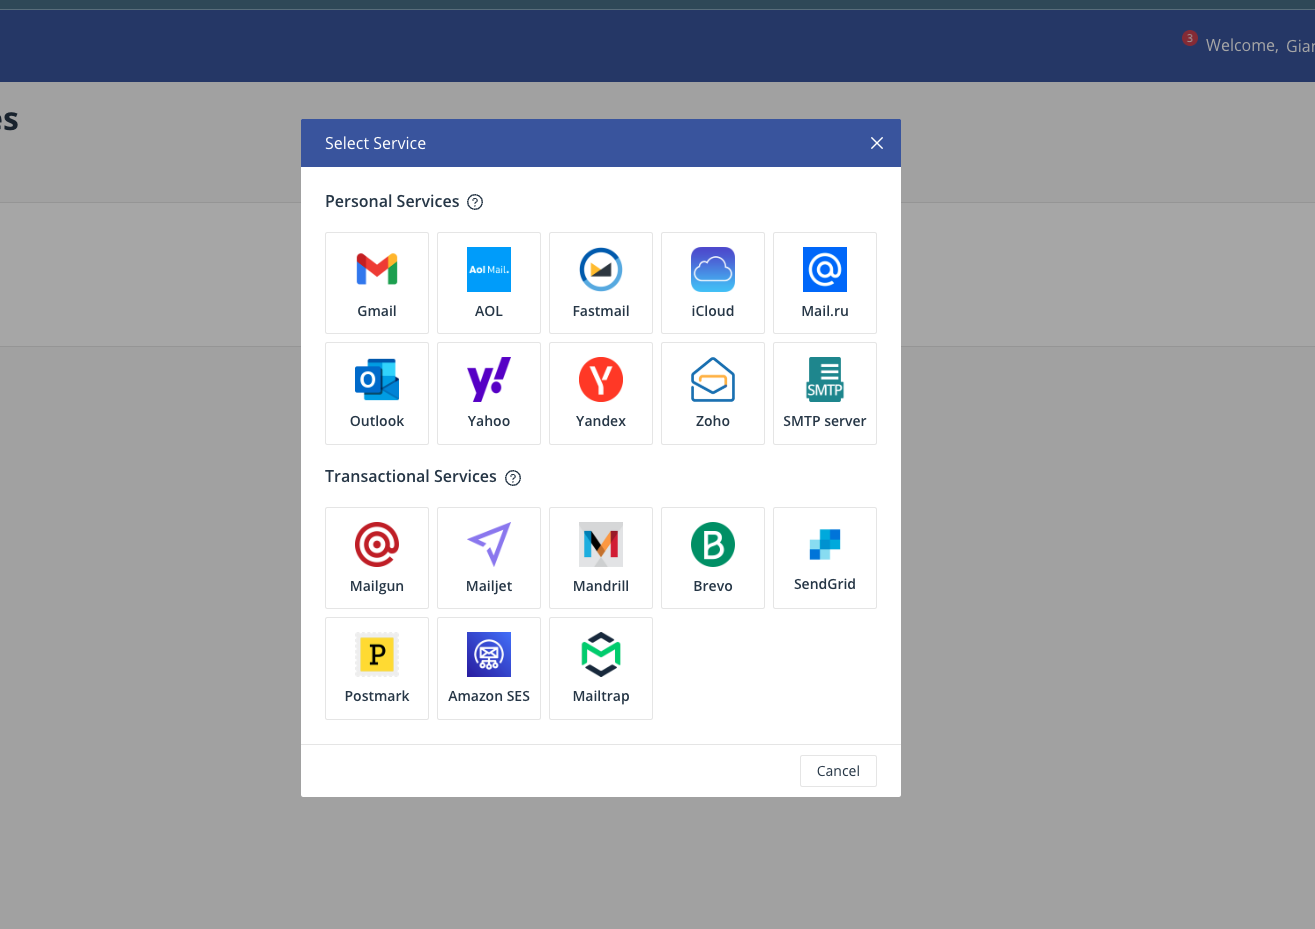 3 Welcome, Gian
es
Select Service
Personal Services ?
Gmail
Aol Mail.
AOL
Fastmail
iCloud
Mail.ru
Outlook
Yahoo
Yandex
Zoho
SMTP
SMTP server
Transactional Services ?
Mailgun
Mailjet
Mandrill
B
Brevo
SendGrid
P
Postmark
Amazon SES
Mailtrap
Cancel